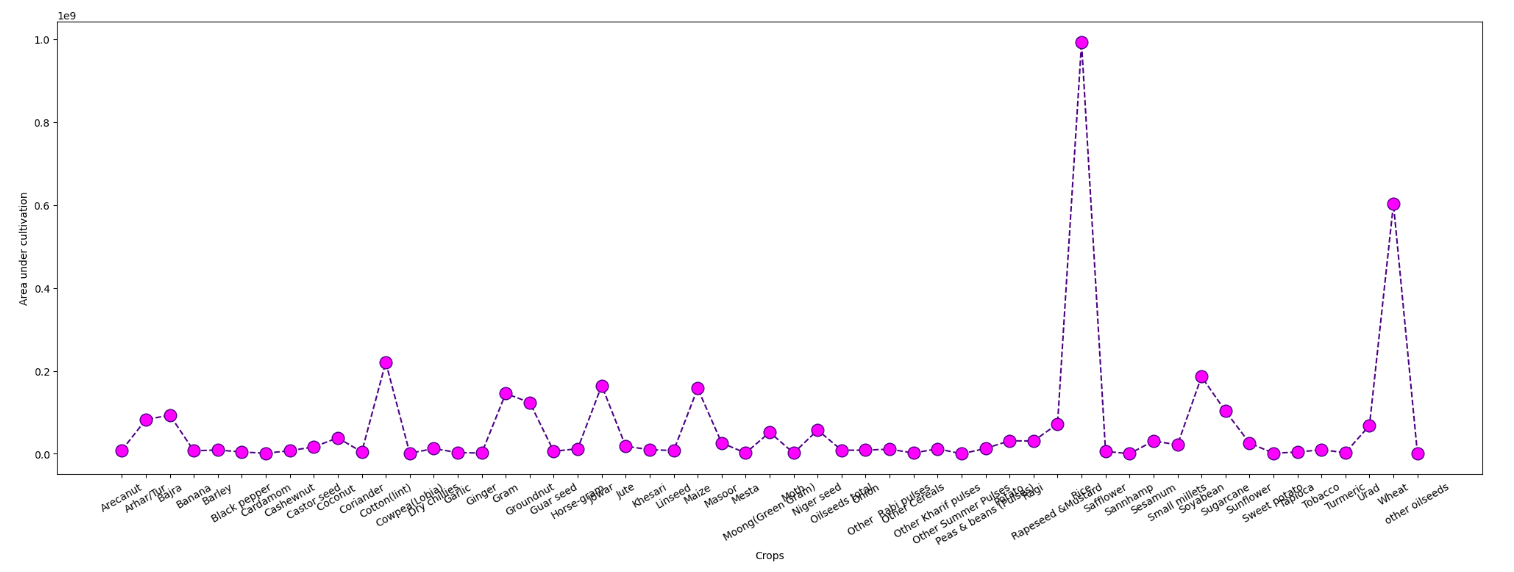 1e9
1.0
0.8
0.6
0.4
0.2
0.0
Area under cultivation
Arecanut
Arhar/Tur
Bajra
Banana
Barley
Black pepper
Cardamom
Cashewnut
Castor seed
Coconut
Coriander
Cotton(lint)
Cowpea(Lobia)
Dry chillies
Garlic
Ginger
Gram
Groundnut
Guar seed
Horse-gram
Jowar
Jute
Khesari
Linseed
Maize
Masoor
Mesta
Moong(Green Gram)
Moth
Niger seed
Oilseeds total
Onion
Other Rabi pulses
Other Cereals
Other Kharif pulses
Other Summer Pulses
Peas & beans (Pulses)
Potato
Ragi
Rapeseed &Mustard
Rice
Safflower
Sannhamp
Sesamum
Small millets
Soyabean
Sugarcane
Sunflower
Sweet potato
Tapioca
Tobacco
Turmeric
Urad
Wheat
other oilseeds
Crops